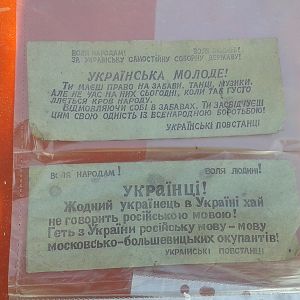 ВОЛЯ НАРОДАМ! ВОЛЯ ЛЮДИНІ!
ЗА УКРАЇНСЬКУ САМОСТІЙНУ СОБОРНУ ДЕРЖАВУ!
УКРАЇНСЬКА МОЛОДЕ!
ТИ МАЄШ ПРАВО НА ЗАБАВИ, ТАНЦІ, МУЗИКИ.
АЛЕ НЕ ЧАС НА НИХ СЬОГОДНІ, КОЛИ ТАК ГУСТО
ЛЛЄТЬСЯ КРОВ НАРОДУ.
ВІДМОВЛЯЮЧИ СОБІ В ЗАБАВАХ, ТИ ЗАСВІДЧУЄШ
ЦИМ СВОЮ ОДНІСТЬ ІЗ ВСЕНАРОДНОЮ БОРОТЬБОЮ!
УКРАЇНСЬКІ ПОВСТАНЦІ
ВОЛЯ НАРОДАМ! ВОЛЯ ЛЮДИНІ!
УКРАЇНЦІ!
Жодний українець в Україні хай
не говорить російською мовою!
Геть з України російську мову – мову
московсько-большевицьких окупантів!
УКРАЇНСЬКІ ПОВСТАНЦІ